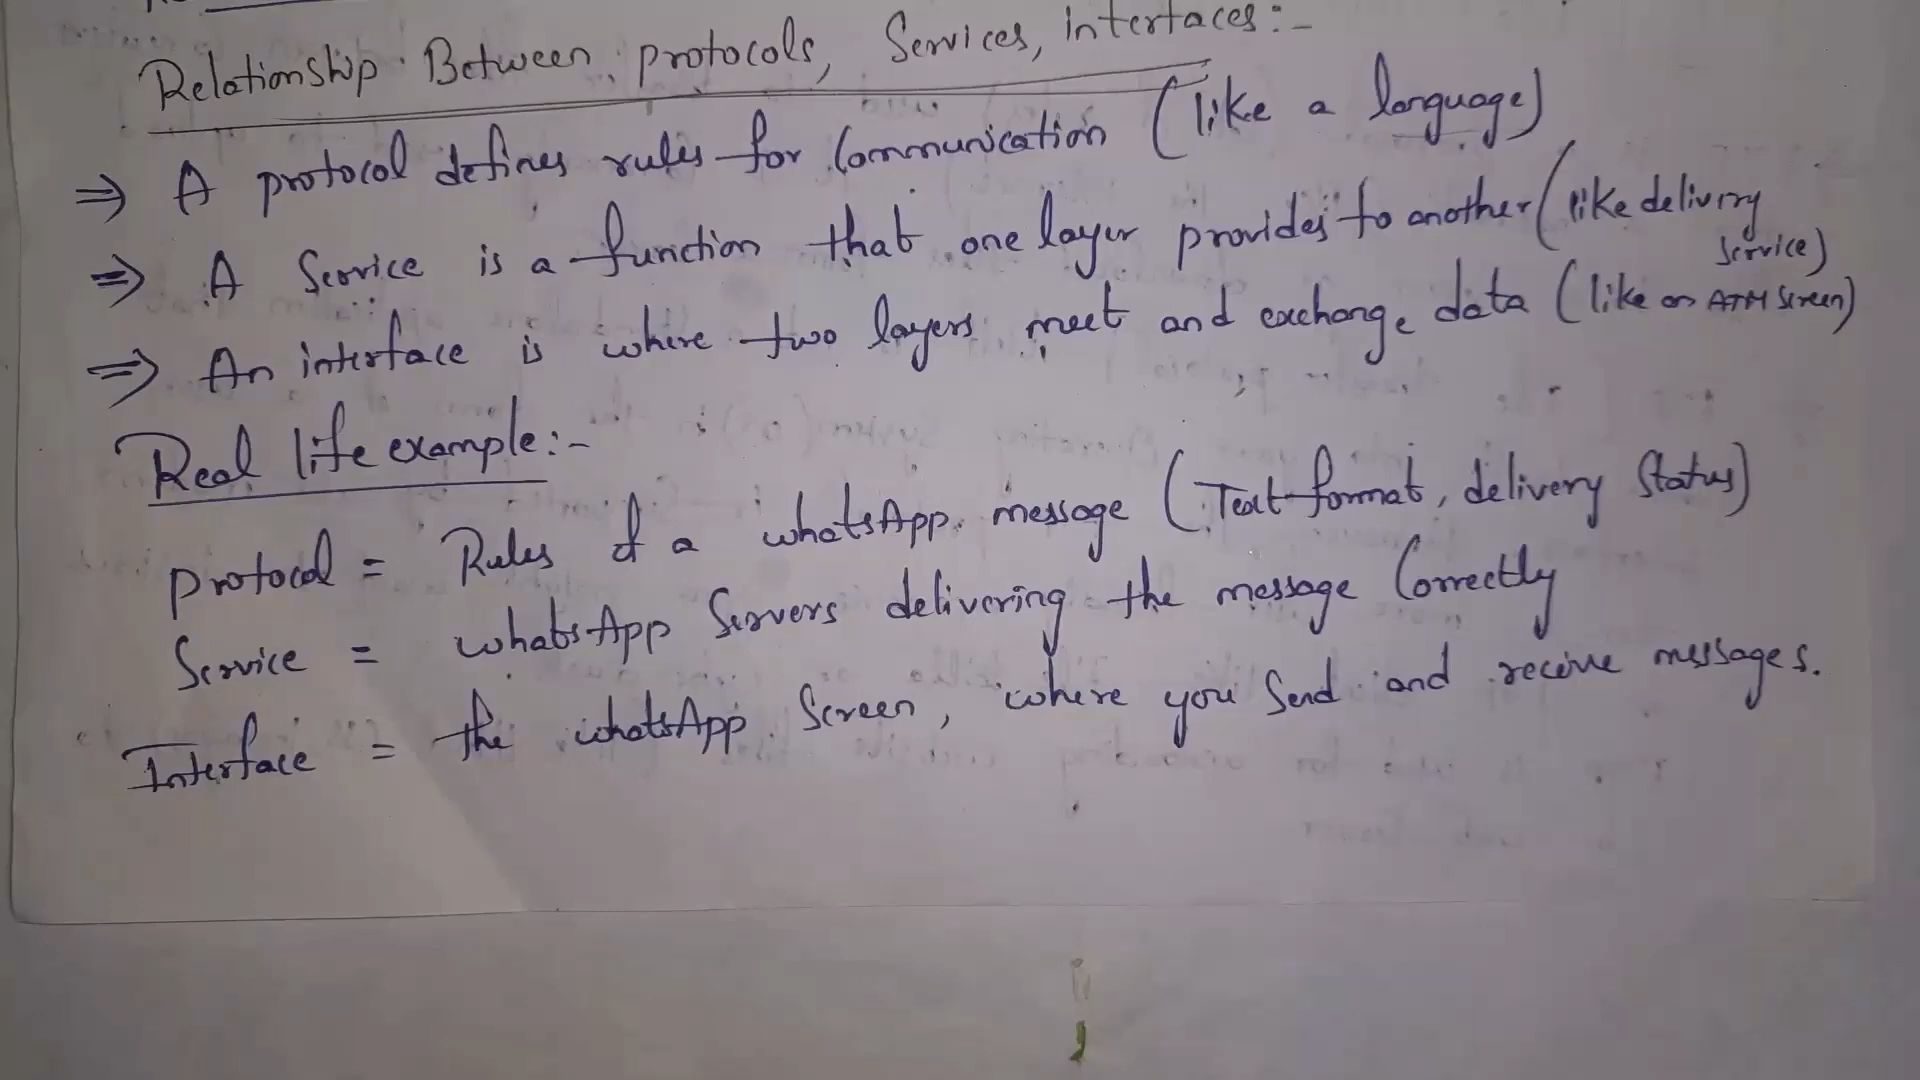 Relationship Between protocols, Services, interfaces:-
⇒ A protocol defines rules for Communication (like a language)
⇒ A Service is a function that one layer provides to another (like delivery
service)
⇒ An interface is where two layers meet and exchange data (like an ATM screen)
Real life example:-
protocol = Rules of a whatsApp message (Text format, delivery Status)
Service = whatsApp Servers delivering the message Correctly
Interface = the whatsApp Screen, where you Send and receive messages.